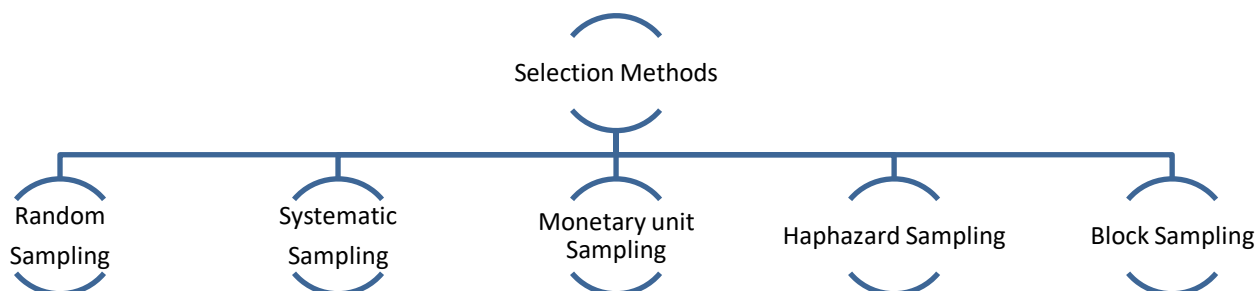 Selection Methods
Random
Sampling
Systematic
Sampling
Monetary unit
Sampling
Haphazard Sampling
Block Sampling